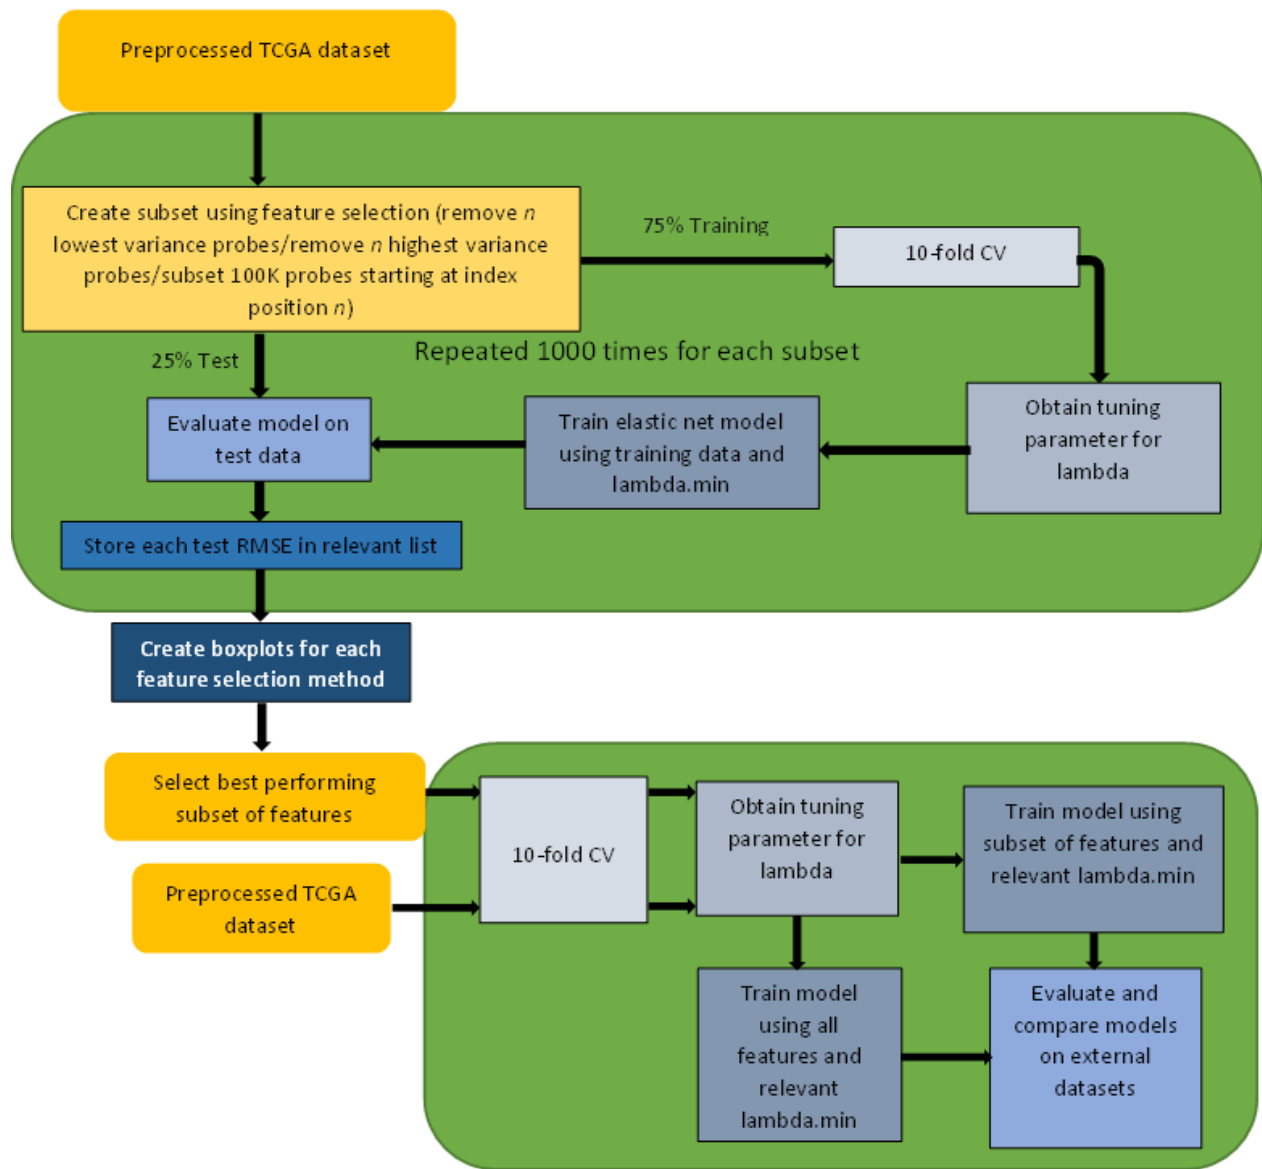 Preprocessed TCGA dataset
Create subset using feature selection (remove n
lowest variance probes/remove n highest variance
probes/subset 100K probes starting at index
position n)
75% Training
10-fold CV
Repeated 1000 times for each subset
25% Test
Evaluate model on
test data
Train elastic net model
using training data and
lambda.min
Obtain tuning
parameter for
lambda
Store each test RMSE in relevant list
Create boxplots for each
feature selection method
Select best performing
subset of features
Preprocessed TCGA
dataset
10-fold CV
Obtain tuning
parameter for
lambda
Train model using
subset of features and
relevant lambda.min
Train model
using all
features and
relevant
lambda.min
Evaluate and
compare models
on external
datasets